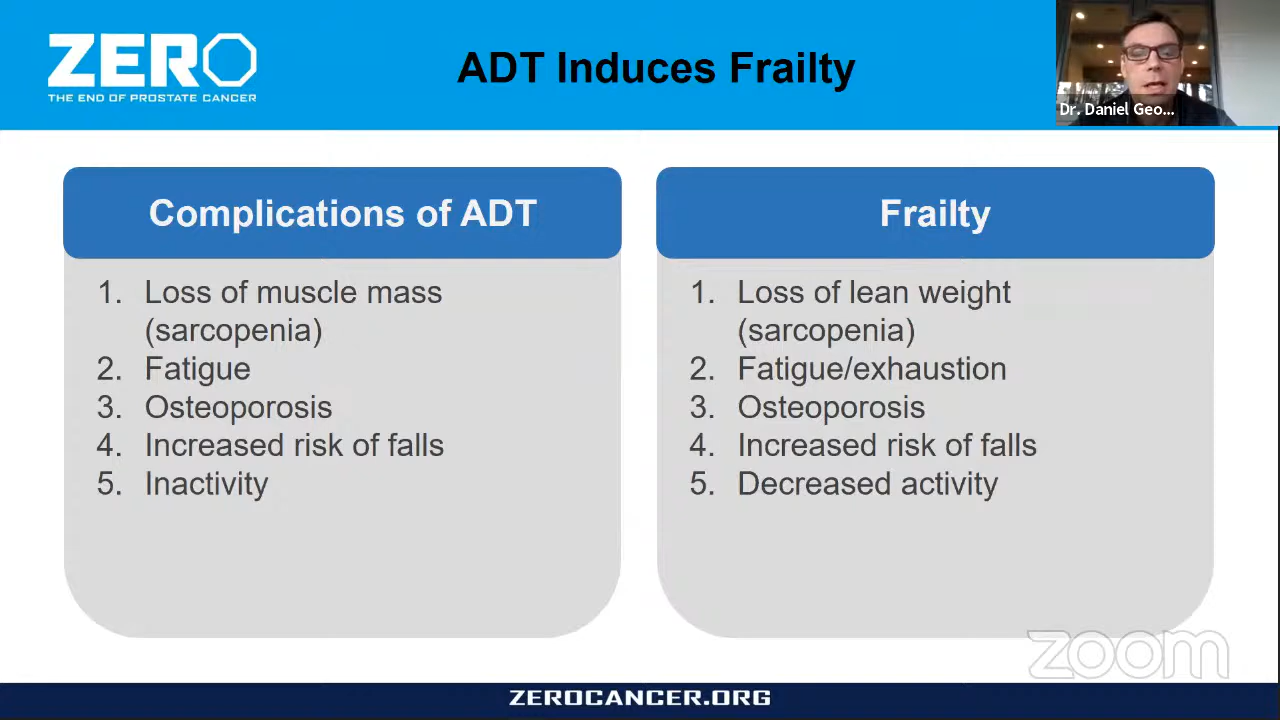 ZERO
THE END OF PROSTATE CANCER
ADT Induces Frailty
Dr. Daniel Geo...
Complications of ADT
1. Loss of muscle mass
(sarcopenia)
2. Fatigue
3. Osteoporosis
4. Increased risk of falls
5. Inactivity
Frailty
1. Loss of lean weight
(sarcopenia)
2. Fatigue/exhaustion
3. Osteoporosis
4. Increased risk of falls
5. Decreased activity
zoom
ZEROCANCER.ORG